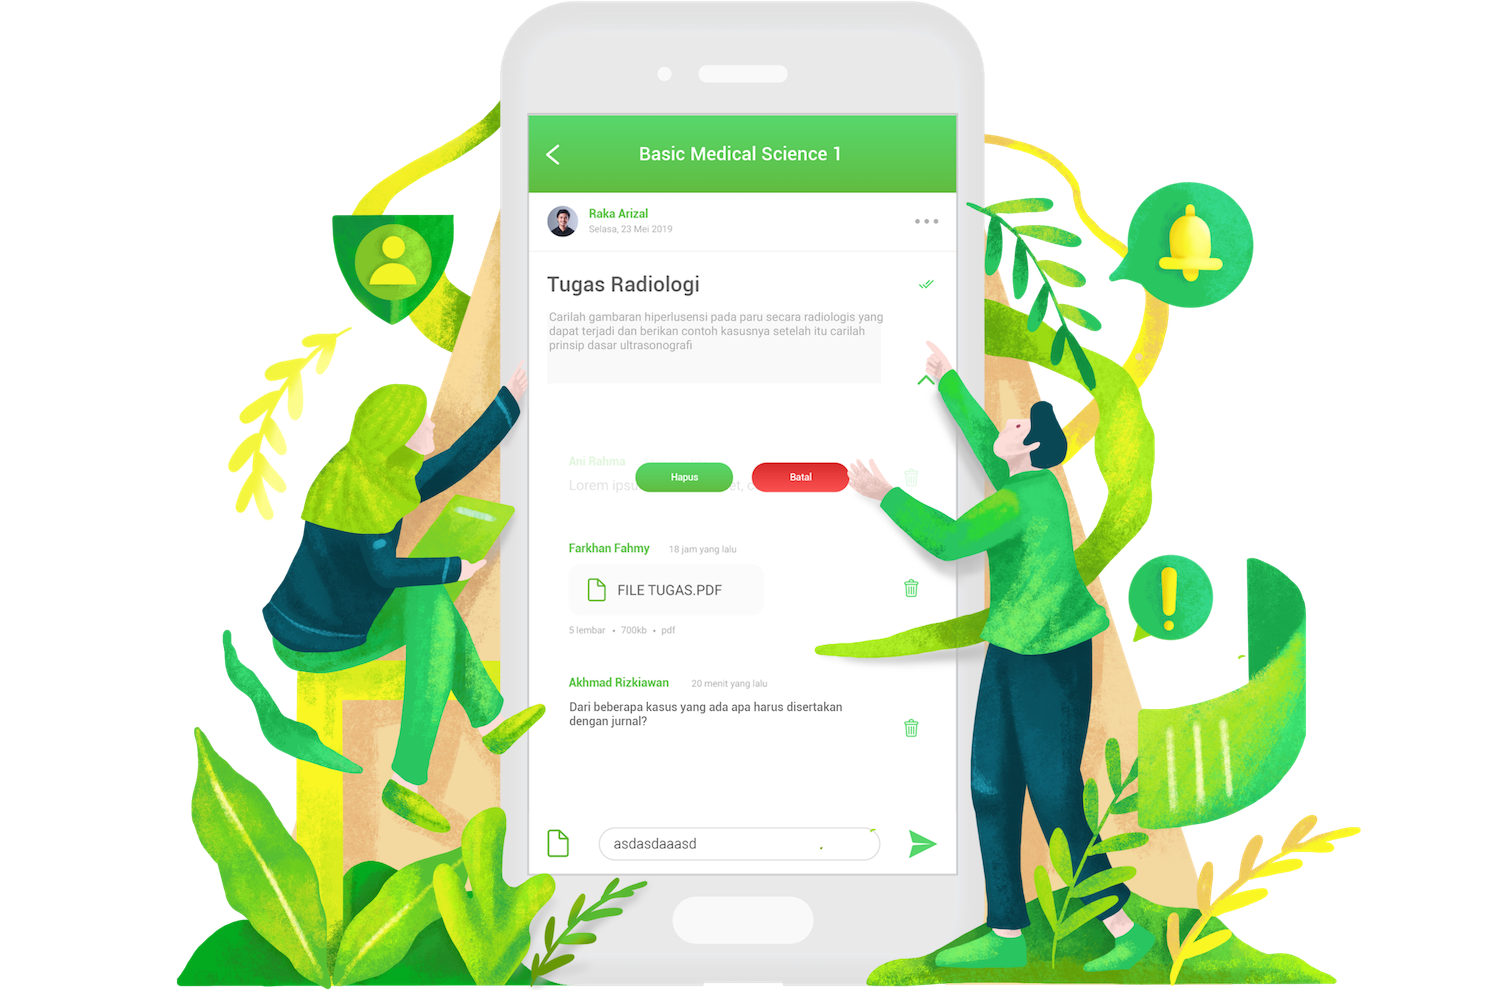 Basic Medical Science 1
Raka Arizal
Selasa, 23 Mei 2019
Tugas Radiologi
Carilah gambaran hiperlusensi pada paru secara radiologis yang
dapat terjadi dan berikan contoh kasusnya setelah itu carilah
prinsip dasar ultrasonografi
Ani Rahma
Hapus
Batal
Lorem
Farkhan Fahmy 18 jam yang lalu
FILE TUGAS.PDF
5 lembar • 700kb • pdf
Akhmad Rizkiawan 20 menit yang lalu
Dari beberapa kasus yang ada apa harus disertakan
dengan jurnal?
asdasdaaasd